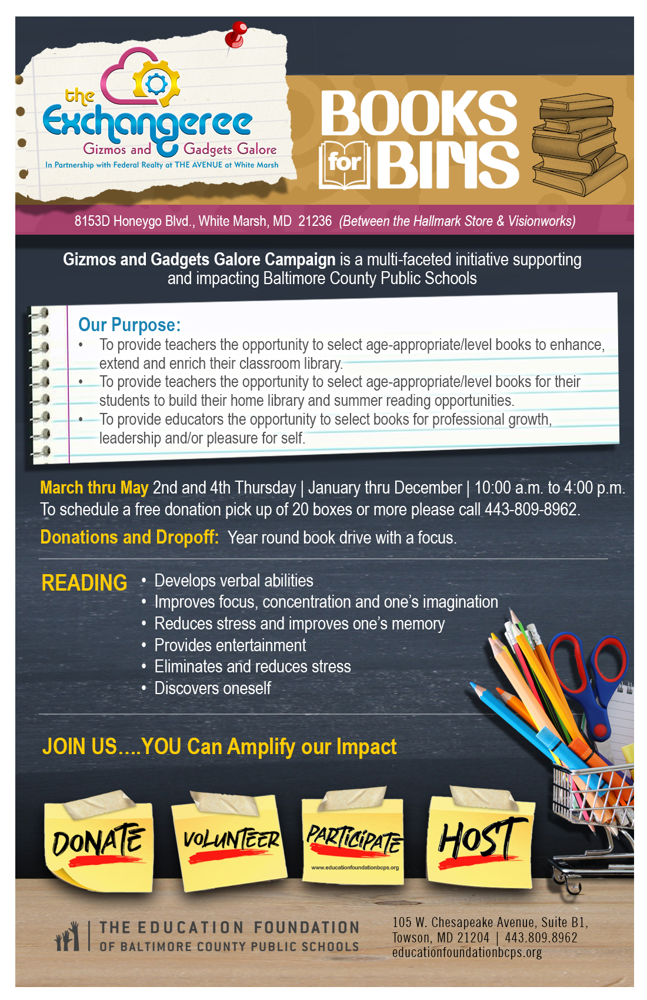 the
Exchangeree
Gizmos and Gadgets Galore
In Partnership with Federal Realty at THE AVENUE at White Marsh
BOOKS
for BINS
8153D Honeygo Blvd., White Marsh, MD 21236 (Between the Hallmark Store & Visionworks)
Gizmos and Gadgets Galore Campaign is a multi-faceted initiative supporting
and impacting Baltimore County Public Schools
Our Purpose:
• To provide teachers the opportunity to select age-appropriate/level books to enhance,
extend and enrich their classroom library.
• To provide teachers the opportunity to select age-appropriate/level books for their
students to build their home library and summer reading opportunities.
• To provide educators the opportunity to select books for professional growth,
leadership and/or pleasure for self.
March thru May 2nd and 4th Thursday | January thru December | 10:00 a.m. to 4:00 p.m.
To schedule a free donation pick up of 20 boxes or more please call 443-809-8962.
Donations and Dropoff: Year round book drive with a focus.
READING • Develops verbal abilities
• Improves focus, concentration and one’s imagination
• Reduces stress and improves one’s memory
• Provides entertainment
• Eliminates and reduces stress
• Discovers oneself
JOIN US….YOU Can Amplify our Impact
DONATE
VOLUNTEER
PARTICIPATE
www.educationfoundationbcps.org
HOST
THE EDUCATION FOUNDATION
OF BALTIMORE COUNTY PUBLIC SCHOOLS
105 W. Chesapeake Avenue, Suite B1,
Towson, MD 21204 | 443.809.8962
educationfoundationbcps.org